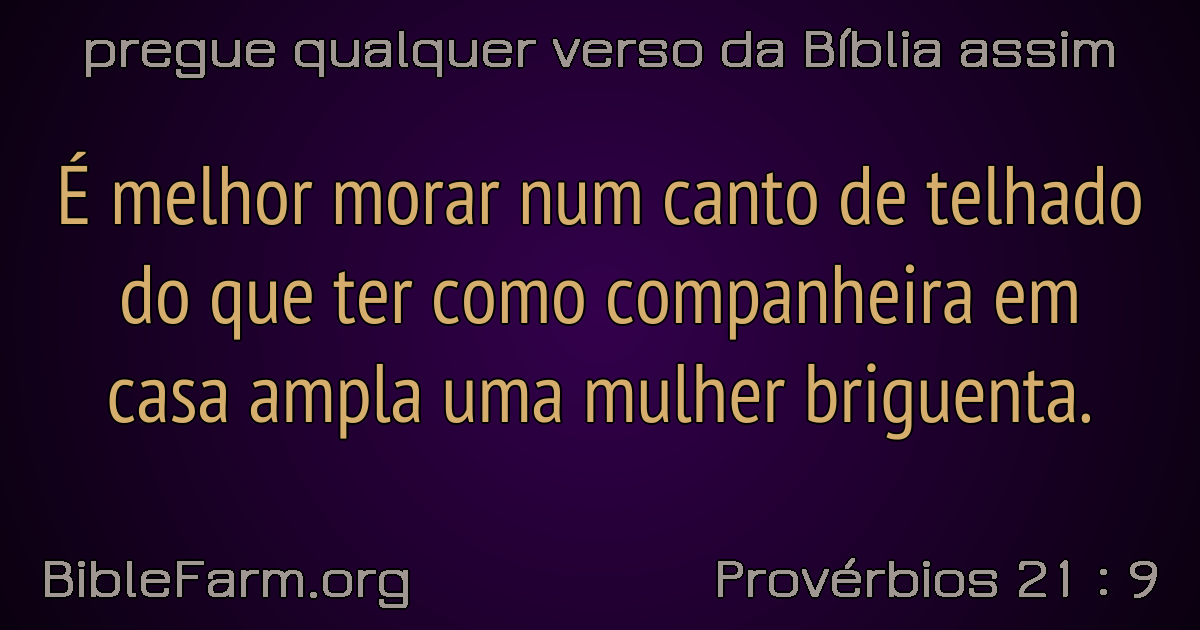 pregue qualquer verso da Bíblia assim
É melhor morar num canto de telhado
do que ter como companheira em
casa ampla uma mulher briguenta.
BibleFarm.org
Provérbios 21 : 9